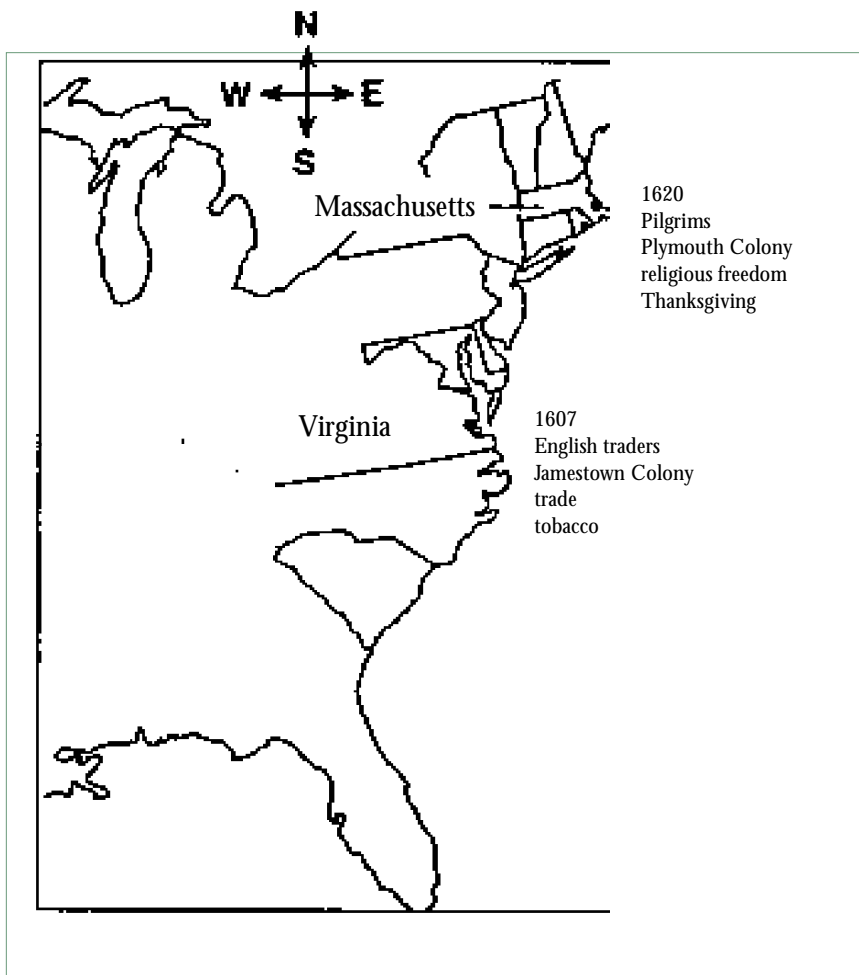 N
W E
S
Massachusetts
1620
Pilgrims
Plymouth Colony
religious freedom
Thanksgiving
Virginia
1607
English traders
Jamestown Colony
trade
tobacco